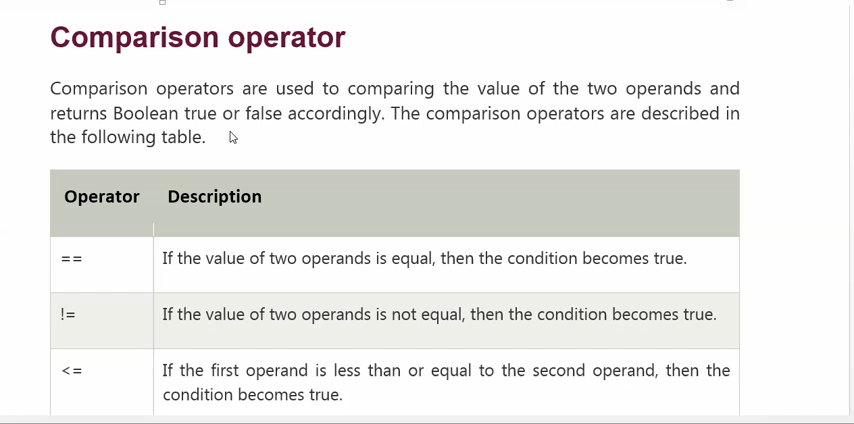 Comparison operator
Comparison operators are used to comparing the value of the two operands and
returns Boolean true or false accordingly. The comparison operators are described in
the following table.
Operator Description
== If the value of two operands is equal, then the condition becomes true.
!= If the value of two operands is not equal, then the condition becomes true.
<= If the first operand is less than or equal to the second operand, then the
condition becomes true.